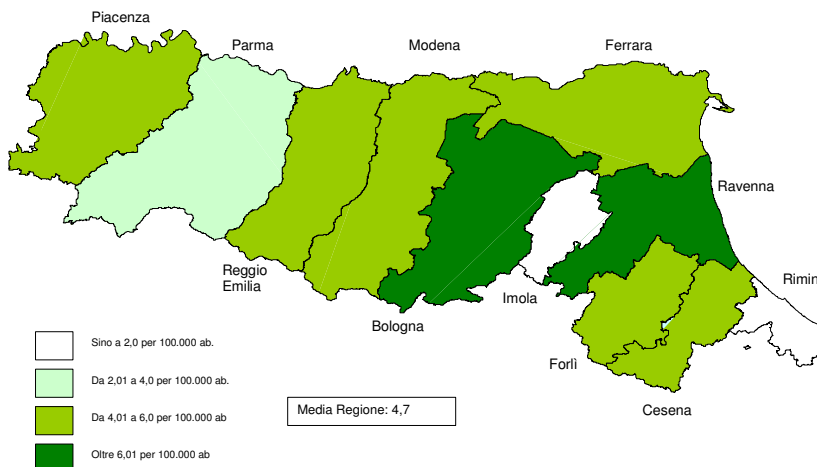 Piacenza
Parma
Modena
Ferrara
Ravenna
Reggio
Emilia
Rimin
Imola
Bologna
Forlì
Cesena
Sino a 2,0 per 100.000 ab.
Da 2,01 a 4,0 per 100.000 ab.
Da 4,01 a 6,0 per 100.000 ab
Oltre 6,01 per 100.000 ab
Media Regione: 4,7